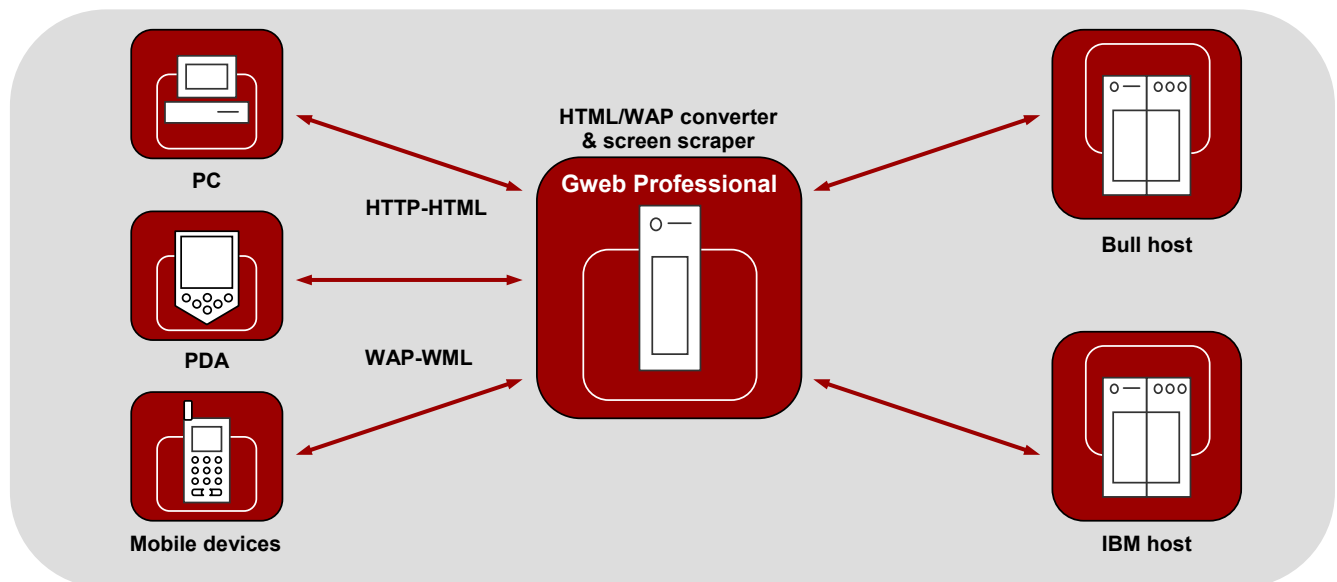 PC
HTTP-HTML
PDA
WAP-WML
Mobile devices
HTML/WAP converter
& screen scraper
Gweb Professional
Bull host
IBM host